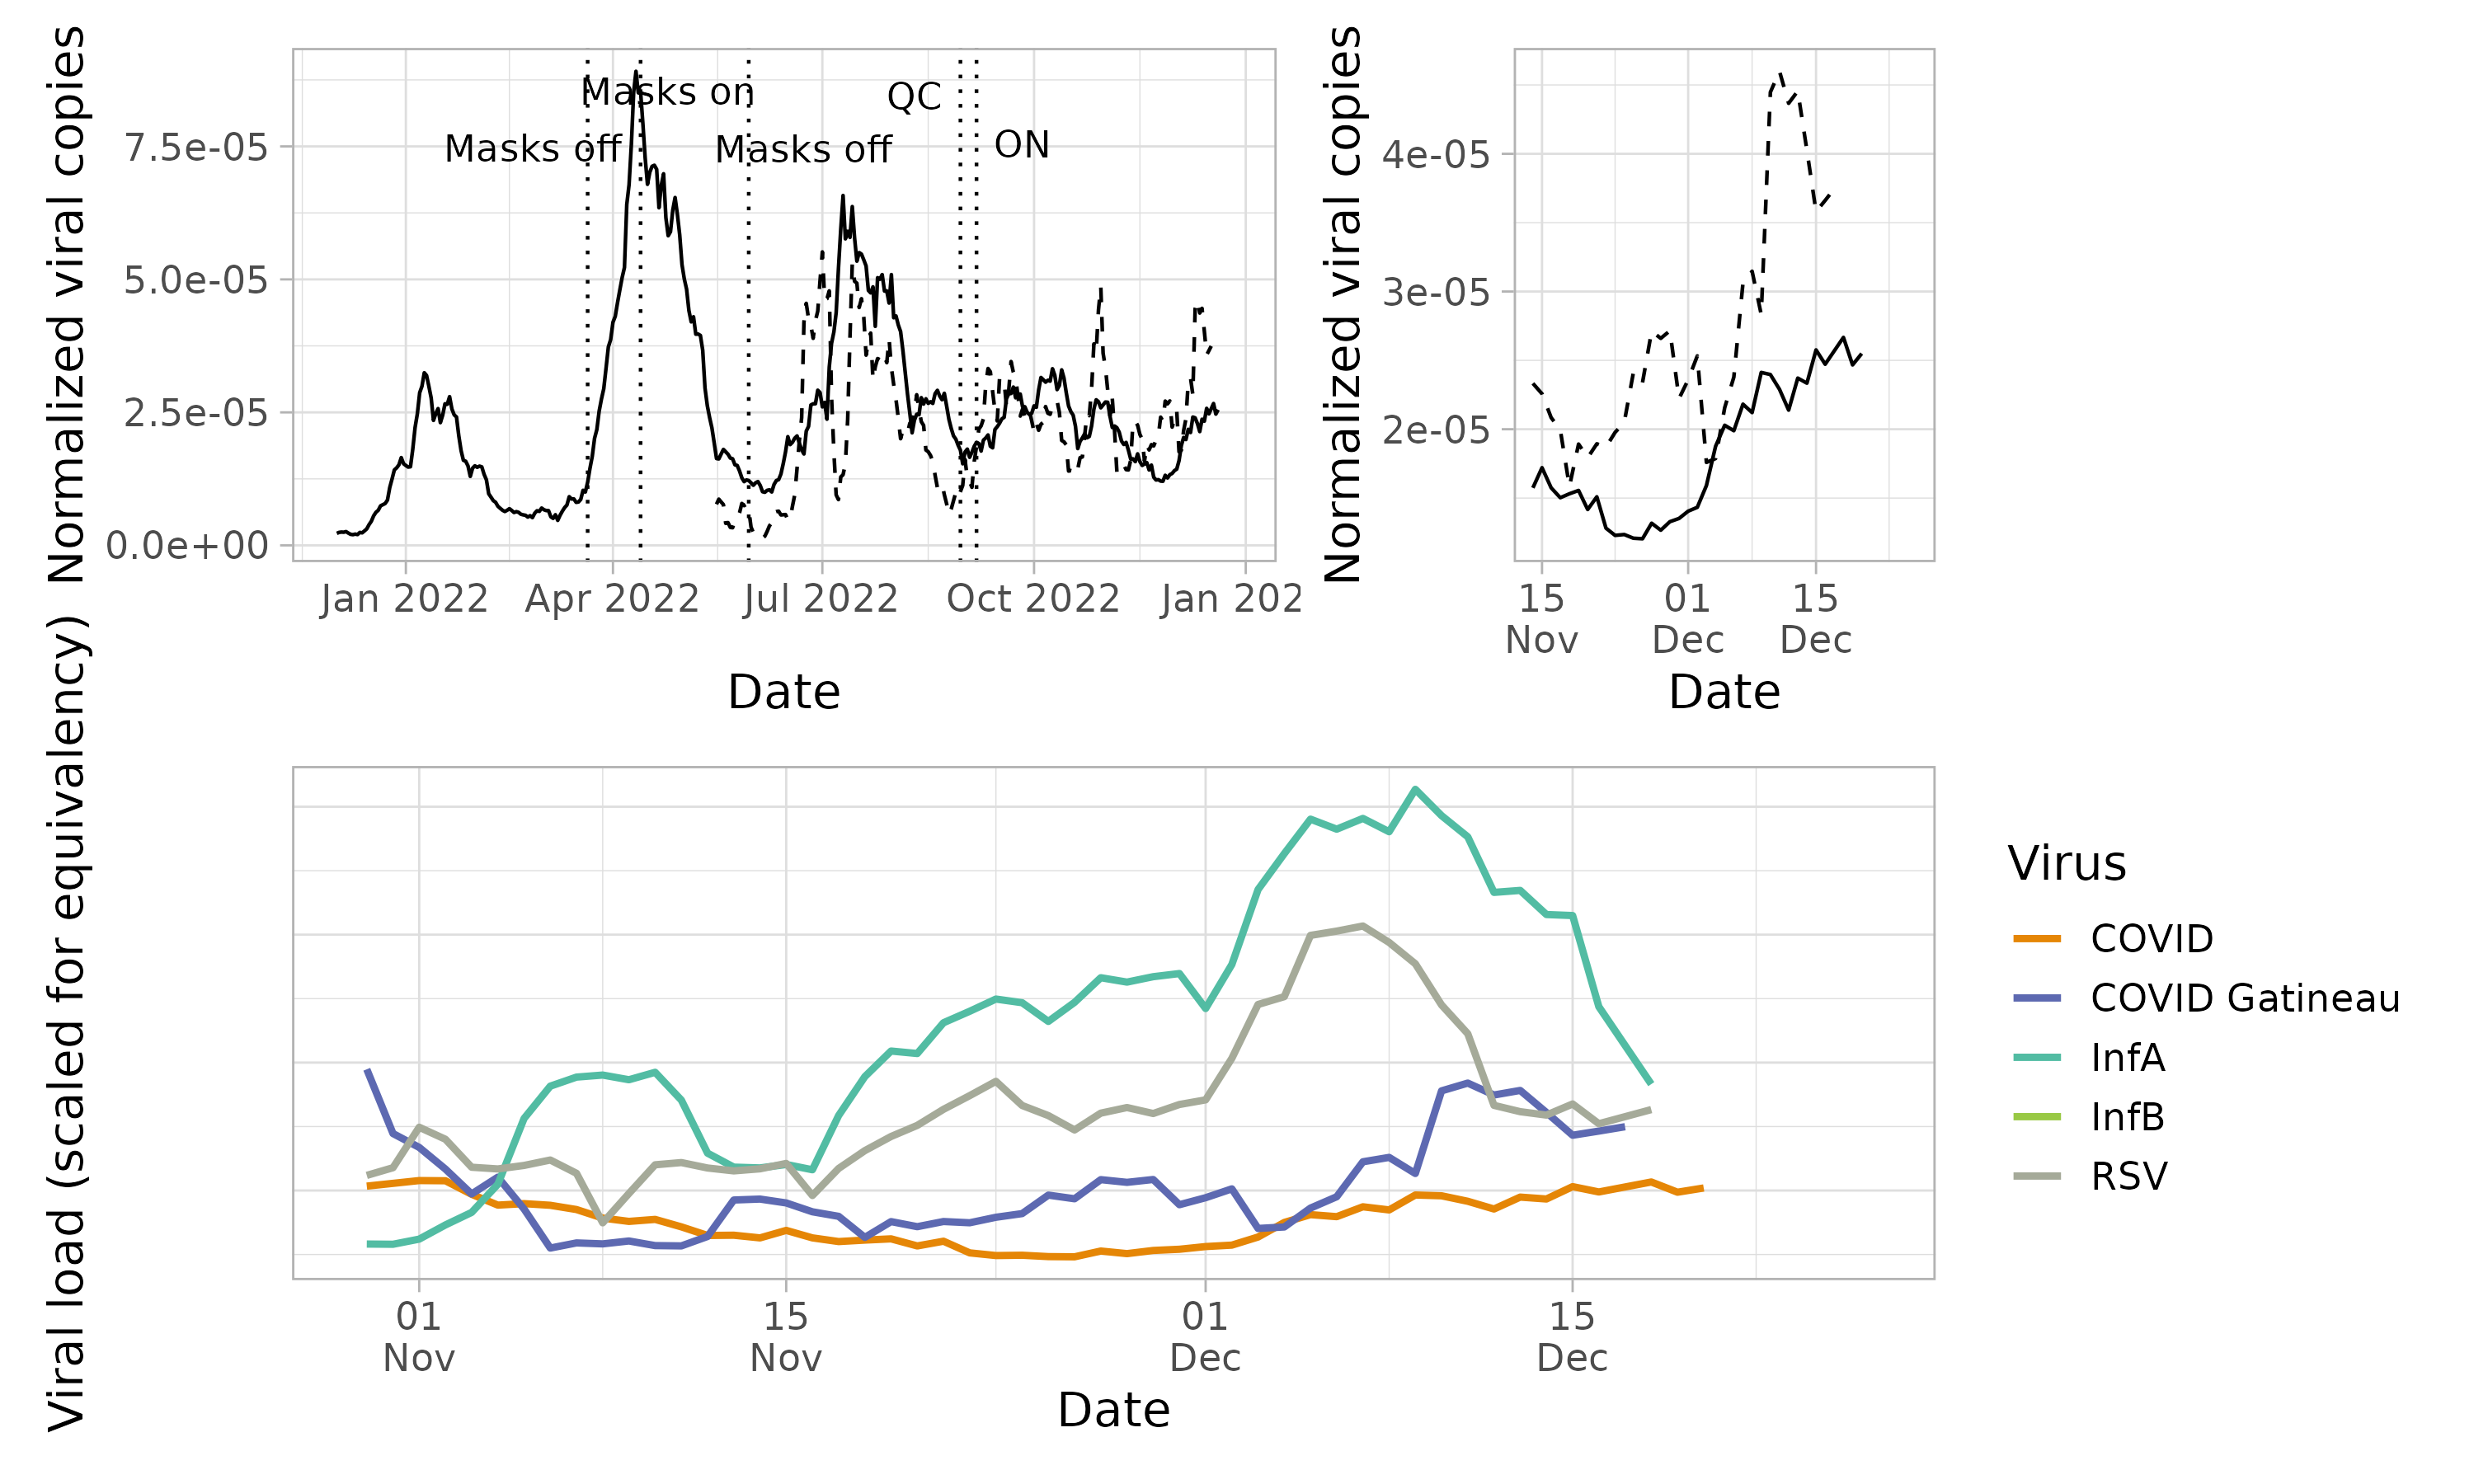 Normalized viral copies
7.5e-05
5.0e-05
2.5e-05
0.0e+00
Masks on
Masks off
Masks off
QC
ON
Jan 2022
Apr 2022
Jul 2022
Oct 2022
Jan 202
Date
Normalized viral copies
4e-05
3e-05
2e-05
15
Nov
01
Dec
15
Dec
Date
Viral load (scaled for equivalency)
01
Nov
15
Nov
01
Dec
15
Dec
Date
Virus
COVID
COVID Gatineau
InfA
InfB
RSV